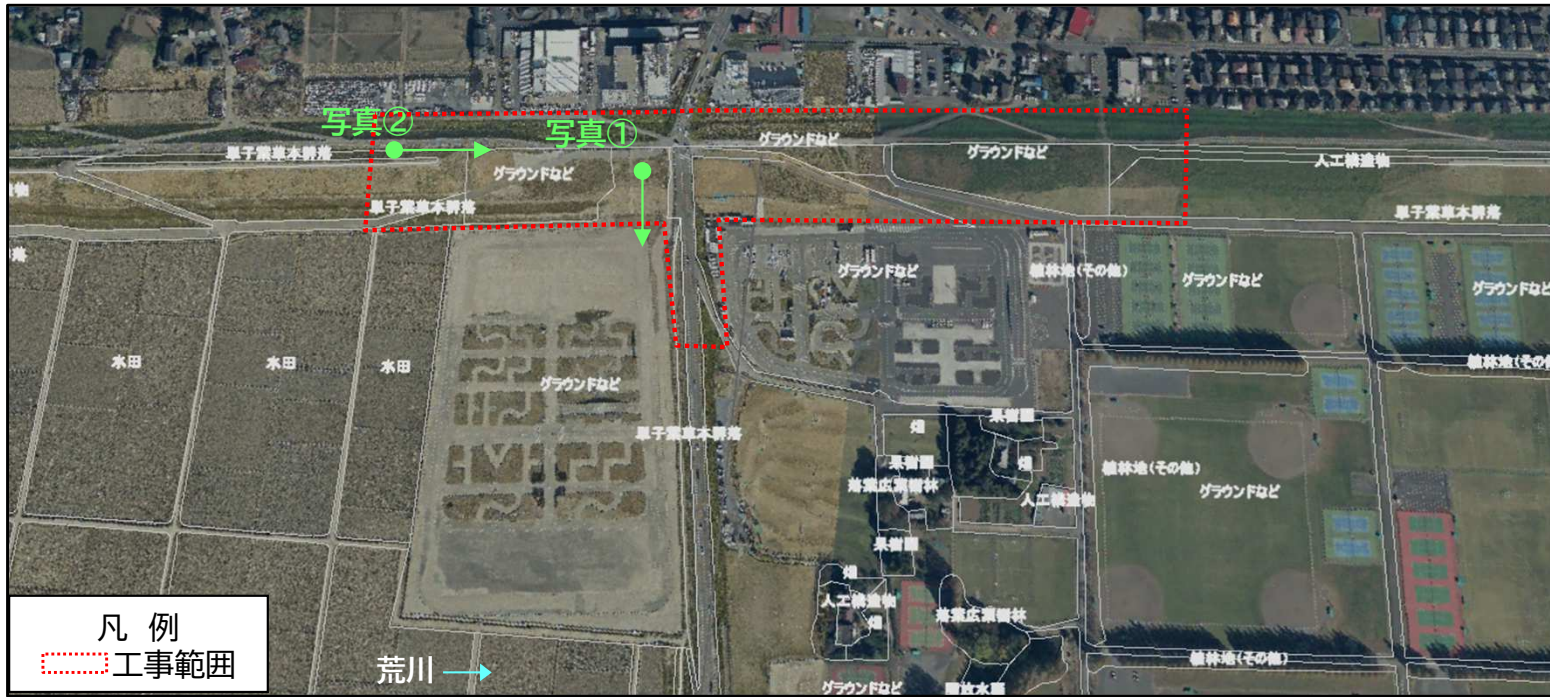 写真②
写真①
単子葉草本群落
グラウンドなど
グラウンドなど
グラウンドなど
人工構造物
物
単子葉草本群落
単子葉草本群落
落
グラウンドなど
植林地(その他)
グラウンドなど
グラウンドなど
水田
水田
水田
グラウンドなど
植林地(その他
単子葉草本群落
果樹園
畑
果樹園
畑
落葉広葉樹林
人工構造物
植林地(その他)
グラウンドなど
果樹園
畑
人工構造物
畑
落葉広葉樹林
植林地(その他)
グラウンドなど
開放水面
凡 例
工事範囲
荒川